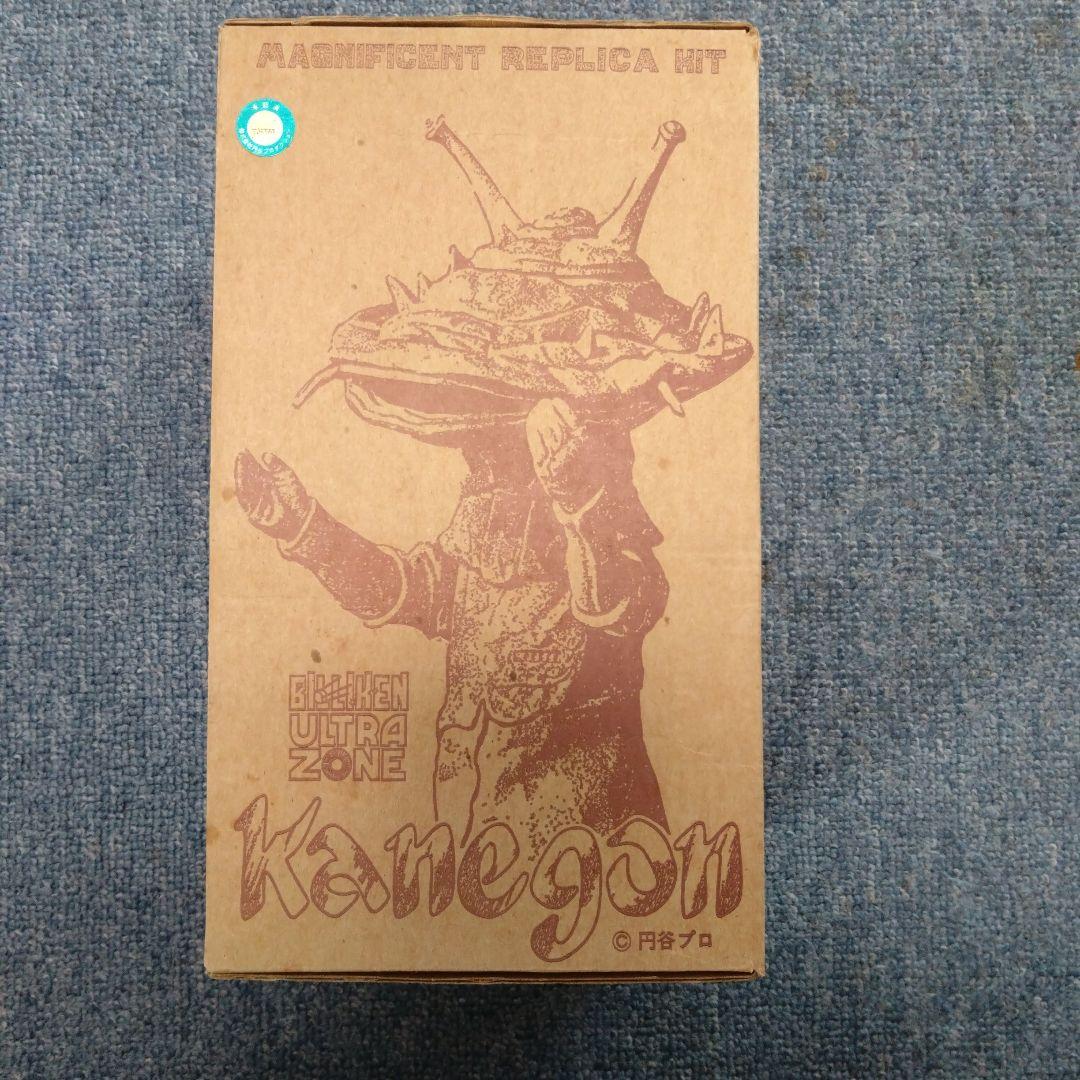 MAGNIFICENT REPLICA KIT
BILLIKEN
ULTRA
ZONE
Kanegon
© 円谷プロ